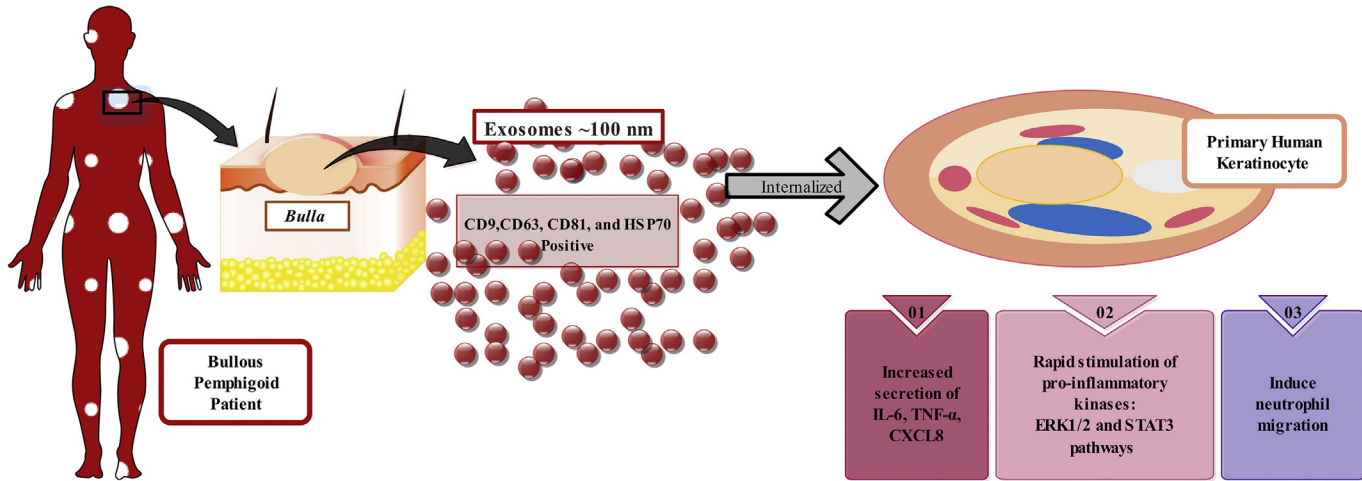 Exosomes ~100 nm
Primary Human
Keratinocyte
Internalized
Bulla
CD9,CD63, CD81, and HSP70
Positive
Bullous
Pemphigoid
Patient
01
Increased
secretion of
IL-6, TNF-α,
CXCL8
02
Rapid stimulation of
pro-inflammatory
kinases:
ERK1/2 and STAT3
pathways
03
Induce
neutrophil
migration